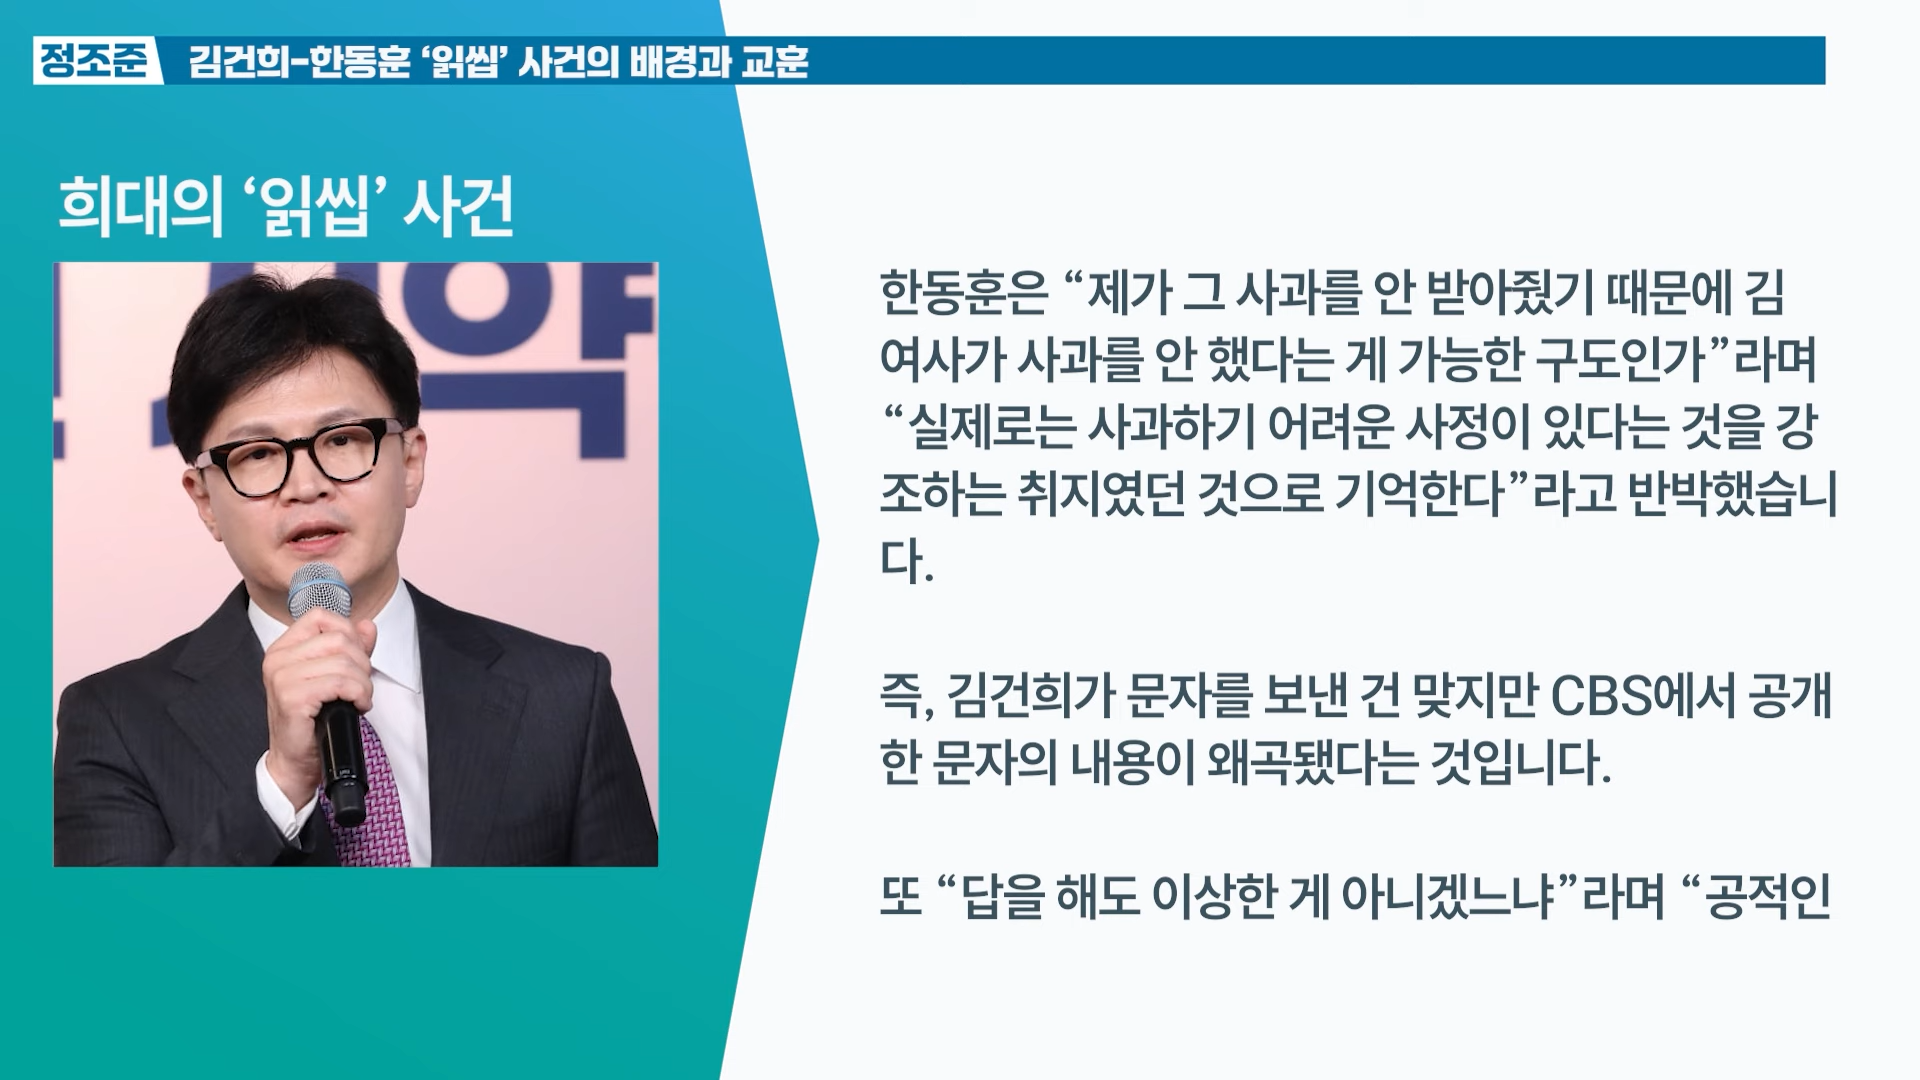 정조준
김건희-한동훈 ‘읽씹’ 사건의 배경과 교훈
희대의 ‘읽씹’ 사건
약
한동훈은 “제가 그 사과를 안 받아줬기 때문에 김
여사가 사과를 안 했다는 게 가능한 구도인가”라며
“실제로는 사과하기 어려운 사정이 있다는 것을 강
조하는 취지였던 것으로 기억한다”라고 반박했습니
다.
즉, 김건희가 문자를 보낸 건 맞지만 CBS에서 공개
한 문자의 내용이 왜곡됐다는 것입니다.
또 “답을 해도 이상한 게 아니겠느냐”라며 “공적인